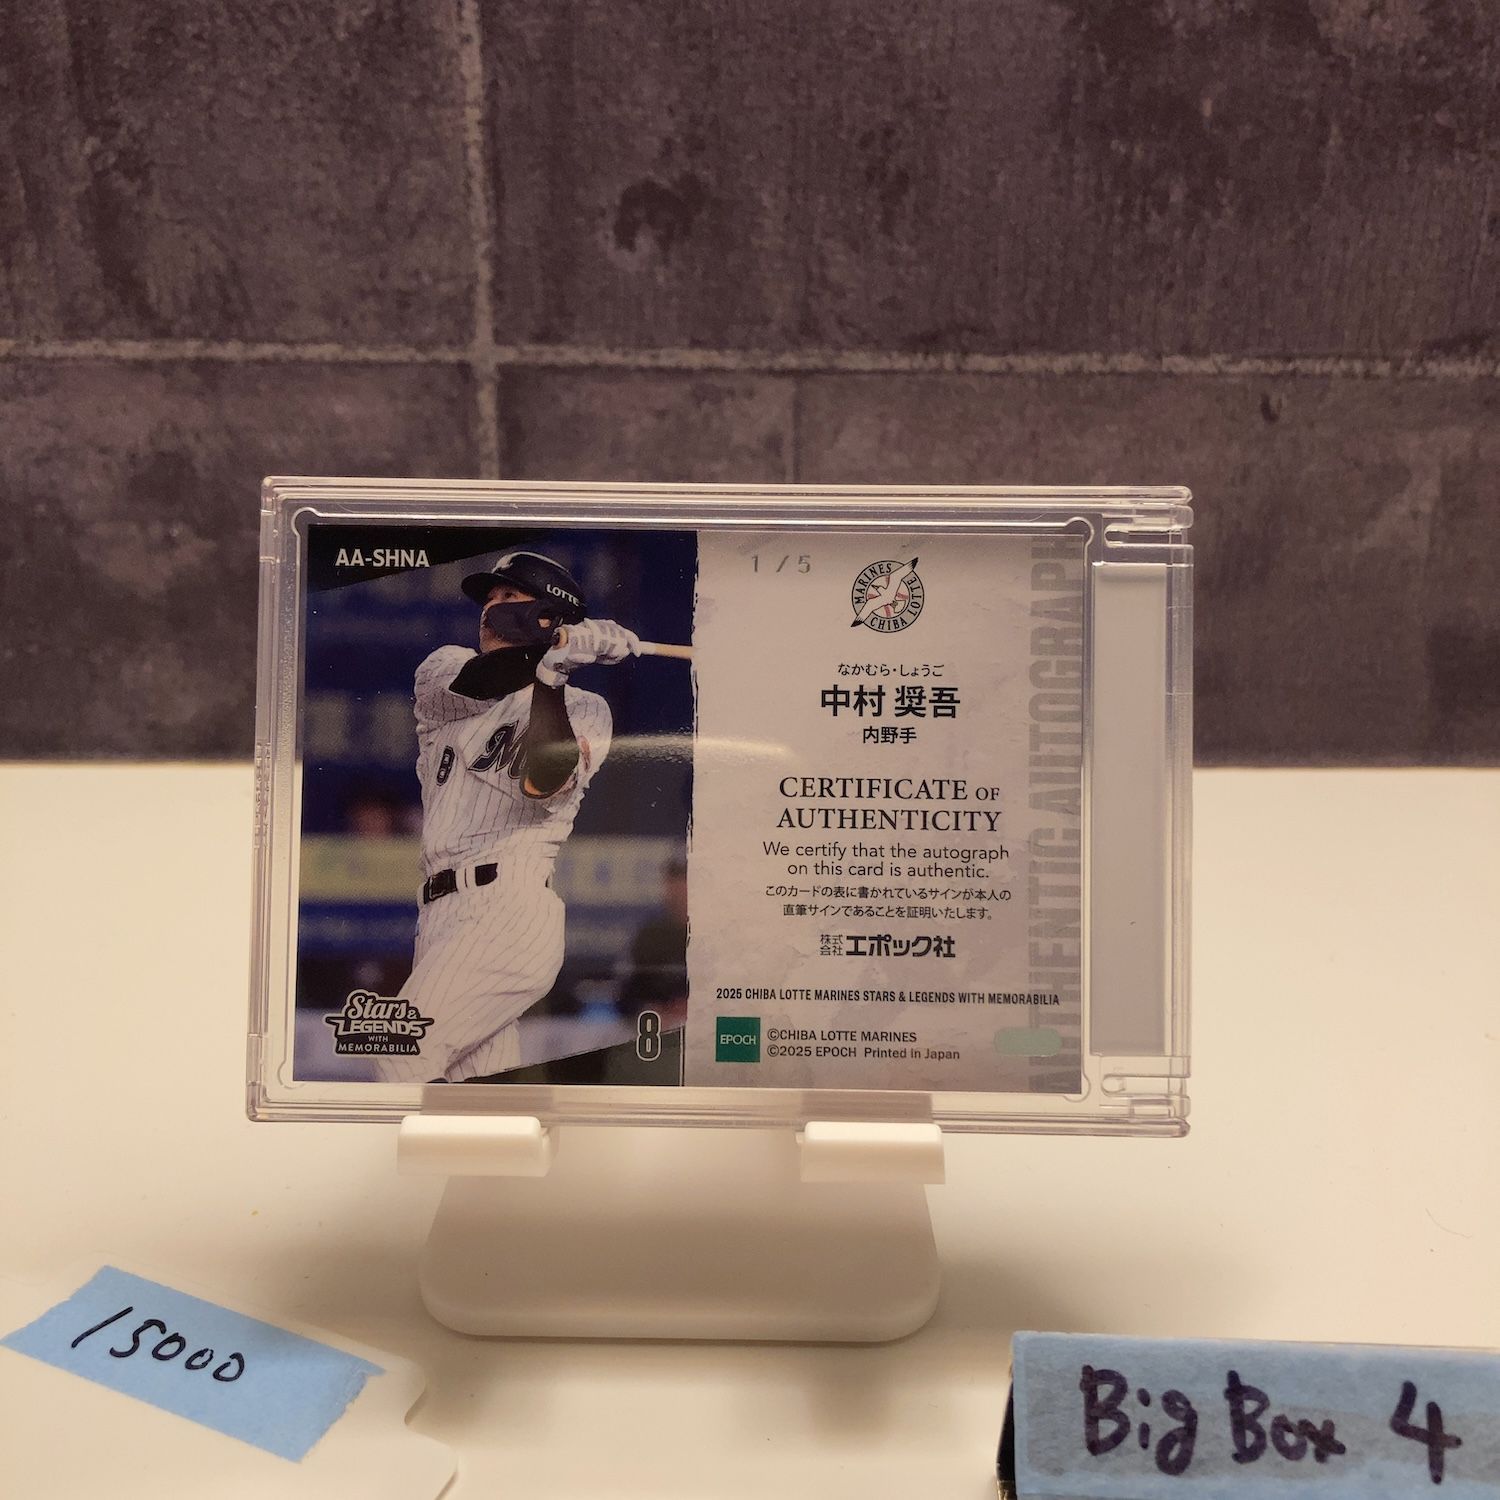 AA-SHNA
LOTTE
8
M
Stars &
LEGENDS
WITH
MEMORABILIA
8
1 / 5
MARINES
CHIBA LOTTE
なかむら・しょうご
中村 奨吾
内野手
CERTIFICATE OF
AUTHENTICITY
We certify that the autograph
on this card is authentic.
このカードの表に書かれているサインが本人の
直筆サインであることを証明いたします。
株式会社エポック社
2025 CHIBA LOTTE MARINES STARS & LEGENDS WITH MEMORABILIA
EPOCH
©CHIBA LOTTE MARINES
©2025 EPOCH Printed in Japan
AUTHENTIC AUTOGRAPH
15000
Big Box 4